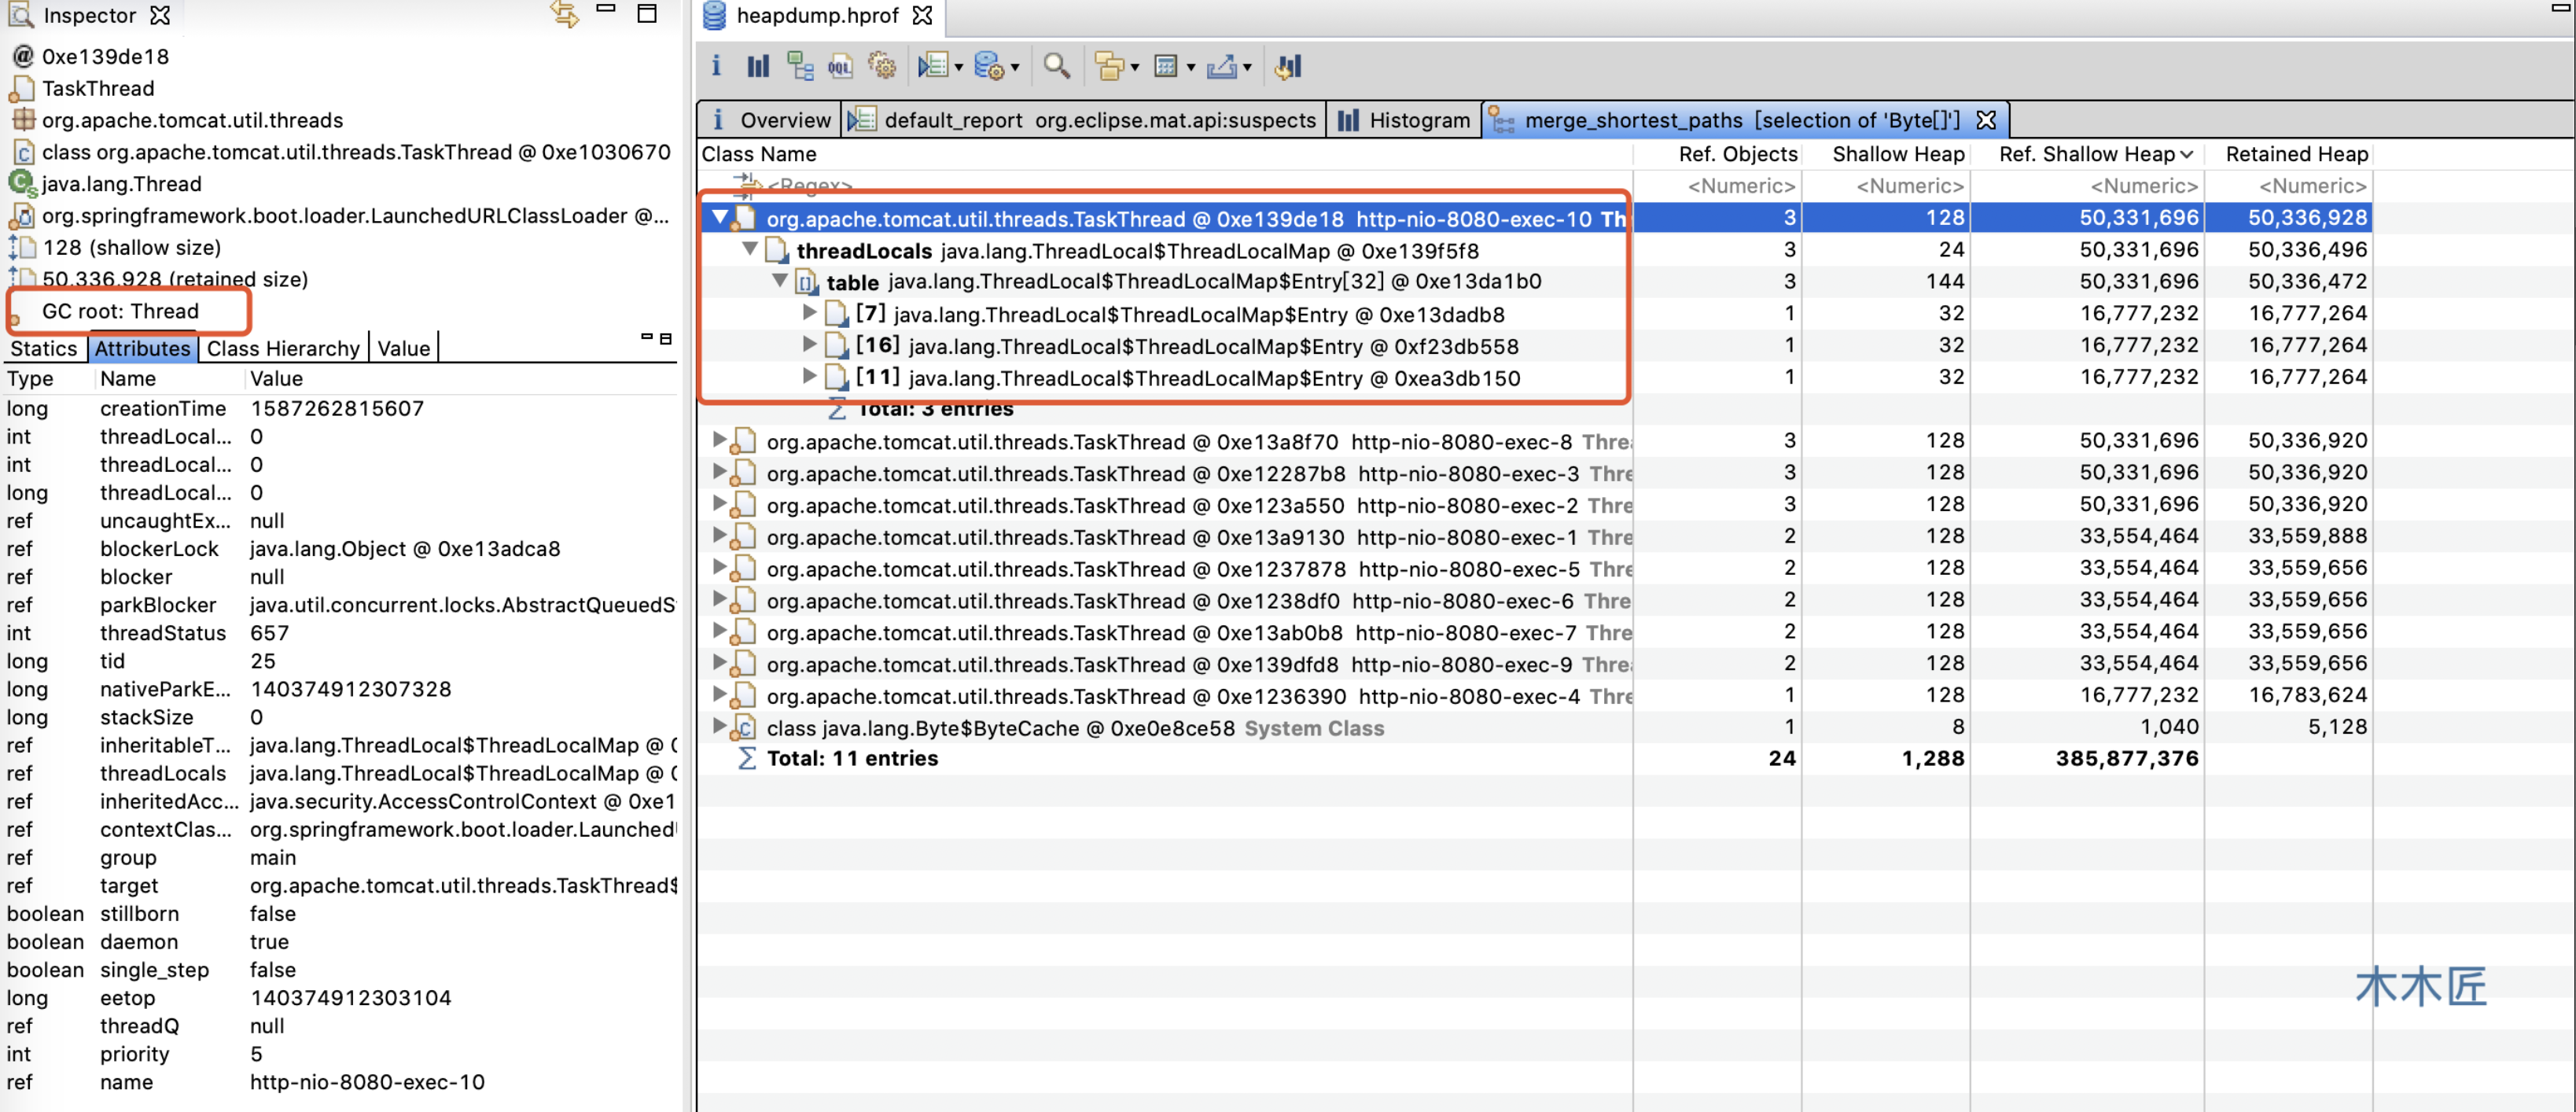 Inspector
@ 0xe139de18
TaskThread
org.apache.tomcat.util.threads
class org.apache.tomcat.util.threads.TaskThread @ 0xe1030670
java.lang.Thread
org.springframework.boot.loader.LaunchedURLClassLoader @...
128 (shallow size)
50,336,928 (retained size)
GC root: Thread
Statics Attributes Class Hierarchy Value
Type Name Value
long creationTime 1587262815607
int threadLocal... 0
int threadLocal... 0
long threadLocal... 0
ref uncaughtEx... null
ref blockerLock java.lang.Object @ 0xe13adca8
ref blocker null
ref parkBlocker java.util.concurrent.locks.AbstractQueuedS
int threadStatus 657
long tid 25
long nativeParkE... 140374912307328
long stackSize 0
ref inheritableT... java.lang.ThreadLocal$ThreadLocalMap @
ref threadLocals java.lang.ThreadLocal$ThreadLocalMap @
ref inheritedAcc... java.security.AccessControlContext @ 0xe1
ref contextClas... org.springframework.boot.loader.Launched
ref group main
ref target org.apache.tomcat.util.threads.TaskThread$
boolean stillborn false
boolean daemon true
boolean single_step false
long eetop 140374912303104
ref threadQ null
int priority 5
ref name http-nio-8080-exec-10
heapdump.hprof
i OQL
i Overview default_report org.eclipse.mat.api:suspects Histogram merge_shortest_paths [selection of 'Byte[]']
Class Name Ref. Objects Shallow Heap Ref. Shallow Heap Retained Heap
<Regex> <Numeric> <Numeric> <Numeric> <Numeric>
org.apache.tomcat.util.threads.TaskThread @ 0xe139de18 http-nio-8080-exec-10 Th 3 128 50,331,696 50,336,928
threadLocals java.lang.ThreadLocal$ThreadLocalMap @ 0xe139f5f8 3 24 50,331,696 50,336,496
table java.lang.ThreadLocal$ThreadLocalMap$Entry[32] @ 0xe13da1b0 3 144 50,331,696 50,336,472
[7] java.lang.ThreadLocal$ThreadLocalMap$Entry @ 0xe13dadb8 1 32 16,777,232 16,777,264
[16] java.lang.ThreadLocal$ThreadLocalMap$Entry @ 0xf23db558 1 32 16,777,232 16,777,264
[11] java.lang.ThreadLocal$ThreadLocalMap$Entry @ 0xea3db150 1 32 16,777,232 16,777,264
Σ Total: 3 entries
org.apache.tomcat.util.threads.TaskThread @ 0xe13a8f70 http-nio-8080-exec-8 Thre 3 128 50,331,696 50,336,920
org.apache.tomcat.util.threads.TaskThread @ 0xe12287b8 http-nio-8080-exec-3 Thre 3 128 50,331,696 50,336,920
org.apache.tomcat.util.threads.TaskThread @ 0xe123a550 http-nio-8080-exec-2 Thre 3 128 50,331,696 50,336,920
org.apache.tomcat.util.threads.TaskThread @ 0xe13a9130 http-nio-8080-exec-1 Thre 2 128 33,554,464 33,559,888
org.apache.tomcat.util.threads.TaskThread @ 0xe1237878 http-nio-8080-exec-5 Thre 2 128 33,554,464 33,559,656
org.apache.tomcat.util.threads.TaskThread @ 0xe1238df0 http-nio-8080-exec-6 Thre 2 128 33,554,464 33,559,656
org.apache.tomcat.util.threads.TaskThread @ 0xe13ab0b8 http-nio-8080-exec-7 Thre 2 128 33,554,464 33,559,656
org.apache.tomcat.util.threads.TaskThread @ 0xe139dfd8 http-nio-8080-exec-9 Thre 2 128 33,554,464 33,559,656
org.apache.tomcat.util.threads.TaskThread @ 0xe1236390 http-nio-8080-exec-4 Thre 1 128 16,777,232 16,783,624
class java.lang.Byte$ByteCache @ 0xe0e8ce58 System Class 1 8 1,040 5,128
Σ Total: 11 entries 24 1,288 385,877,376
木木匠